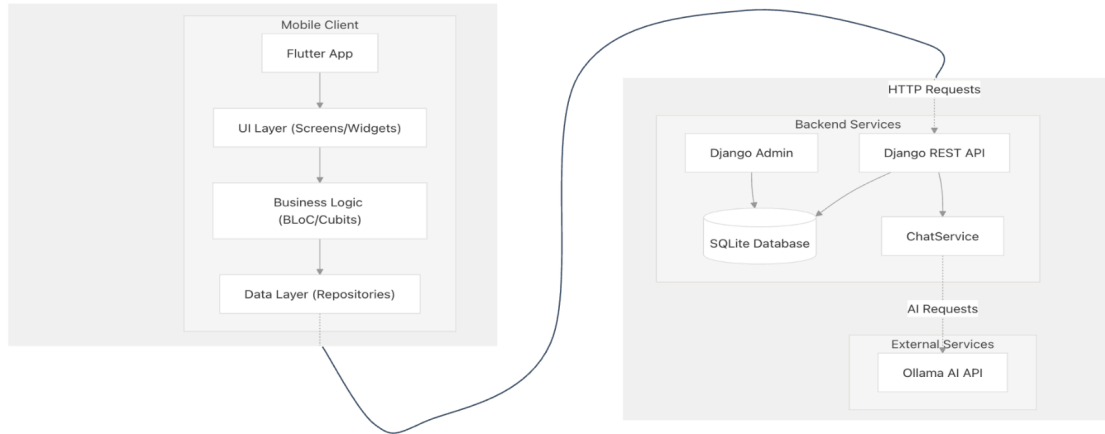 Mobile Client
Flutter App
UI Layer (Screens/Widgets)
Business Logic
(BLoC/Cubits)
Data Layer (Repositories)
HTTP Requests
Backend Services
Django Admin
Django REST API
SQLite Database
ChatService
AI Requests
External Services
Ollama AI API